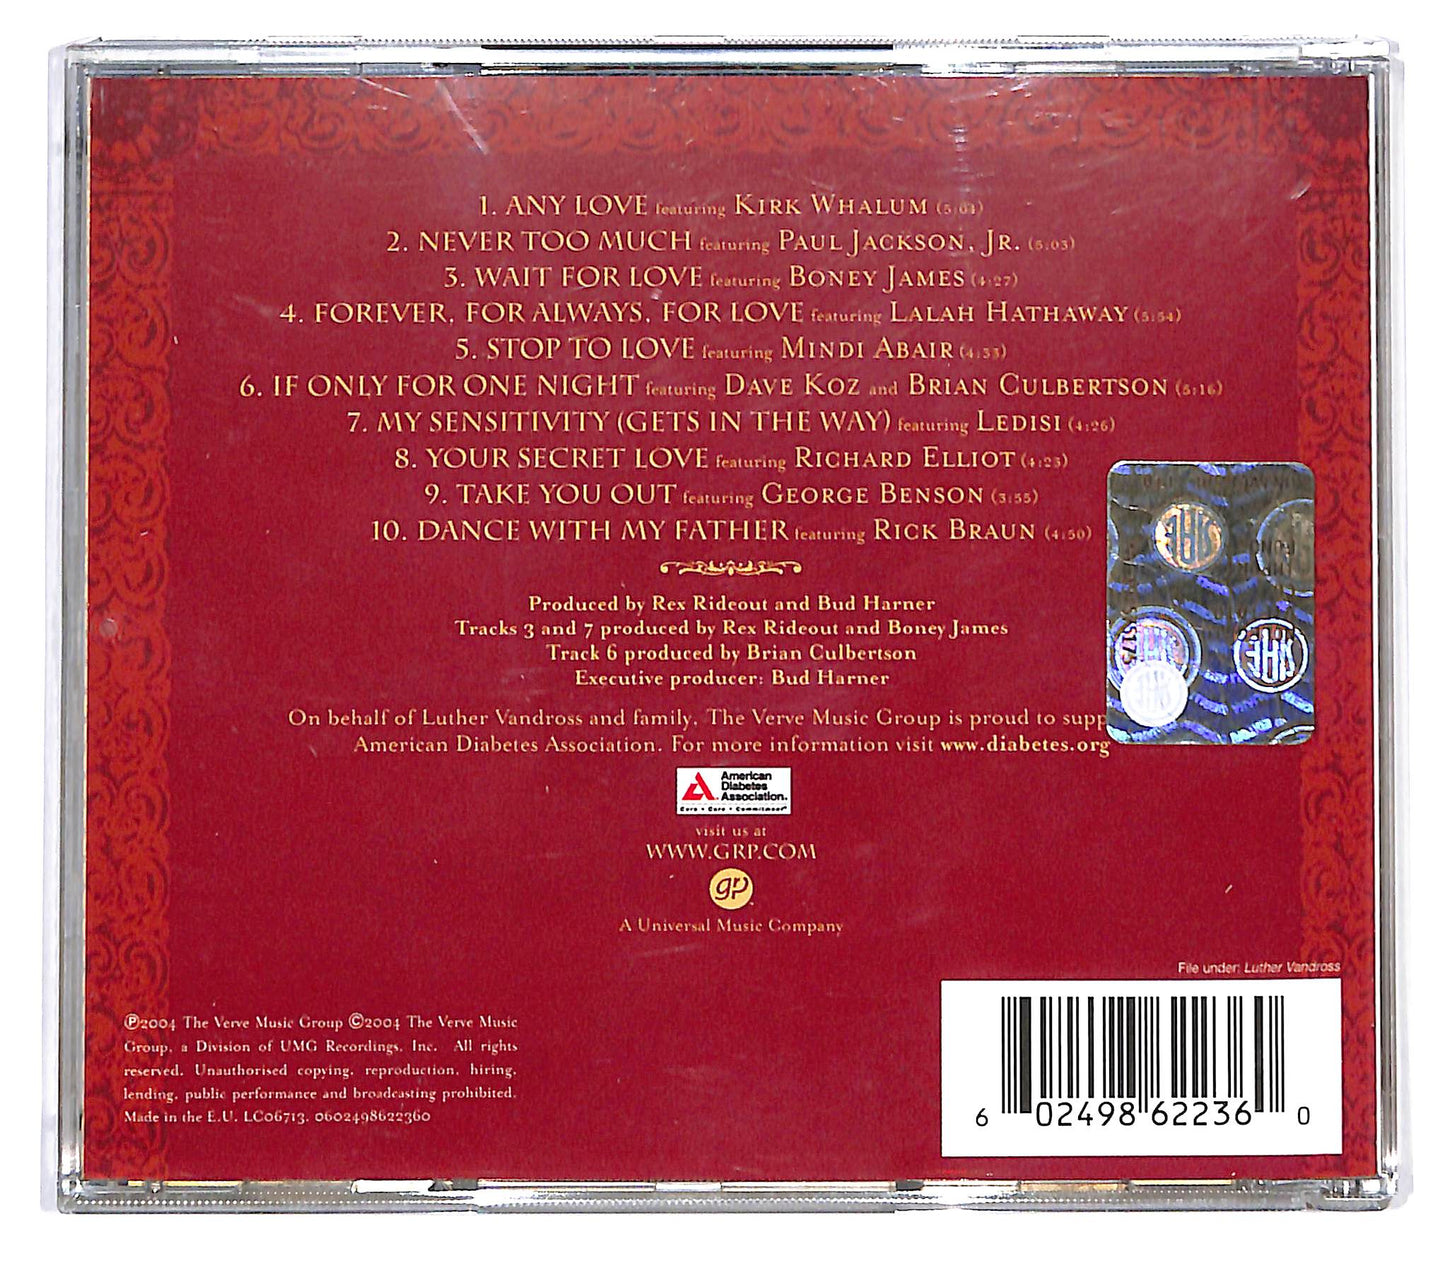 1. ANY LOVE featuring KIRK WHALUM (5:04)
2. NEVER TOO MUCH featuring PAUL JACKSON, JR. (5:03)
3. WAIT FOR LOVE featuring BONEY JAMES (4:27)
4. FOREVER, FOR ALWAYS, FOR LOVE featuring LALAH HATHAWAY (5:54)
5. STOP TO LOVE featuring MINDI ABAIR (4:33)
6. IF ONLY FOR ONE NIGHT featuring DAVE KOZ and BRIAN CULBERTSON (5:16)
7. MY SENSITIVITY (GETS IN THE WAY) featuring LEDISI (4:26)
8. YOUR SECRET LOVE featuring RICHARD ELLIOT (4:23)
9. TAKE YOU OUT featuring GEORGE BENSON (3:55)
10. DANCE WITH MY FATHER featuring RICK BRAUN (4:50)
Produced by Rex Rideout and Bud Harner
Tracks 3 and 7 produced by Rex Rideout and Boney James
Track 6 produced by Brian Culbertson
Executive producer: Bud Harner
On behalf of Luther Vandross and family, The Verve Music Group is proud to supp
American Diabetes Association. For more information visit www.diabetes.org
American
Diabetes
Association.
Cure • Care • Commitment
visit us at
WWW.GRP.COM
grp
A Universal Music Company
File under: Luther Vandross
℗2004 The Verve Music Group ©2004 The Verve Music
Group, a Division of UMG Recordings, Inc. All rights
reserved. Unauthorised copying, reproduction, hiring,
lending, public performance and broadcasting prohibited.
Made in the E.U. LC06713. 0602498622360
6 02498 62236 0